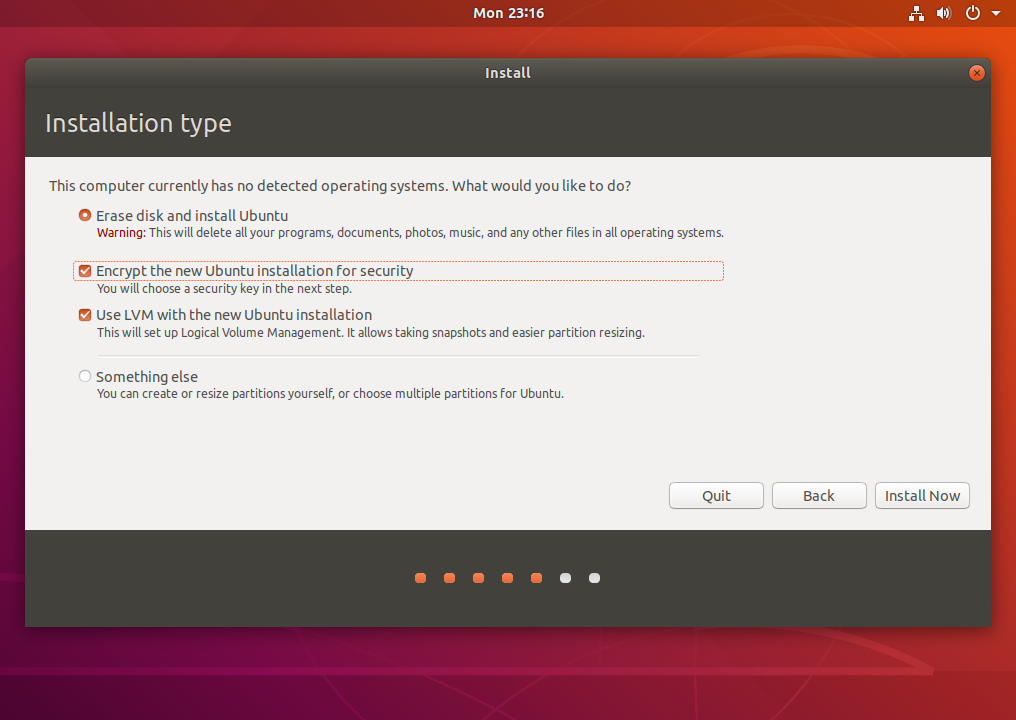 Mon 23:16
Install
Installation type
This computer currently has no detected operating systems. What would you like to do?
Erase disk and install Ubuntu
Warning: This will delete all your programs, documents, photos, music, and any other files in all operating systems.
Encrypt the new Ubuntu installation for security
You will choose a security key in the next step.
Use LVM with the new Ubuntu installation
This will set up Logical Volume Management. It allows taking snapshots and easier partition resizing.
Something else
You can create or resize partitions yourself, or choose multiple partitions for Ubuntu.
Quit Back Install Now